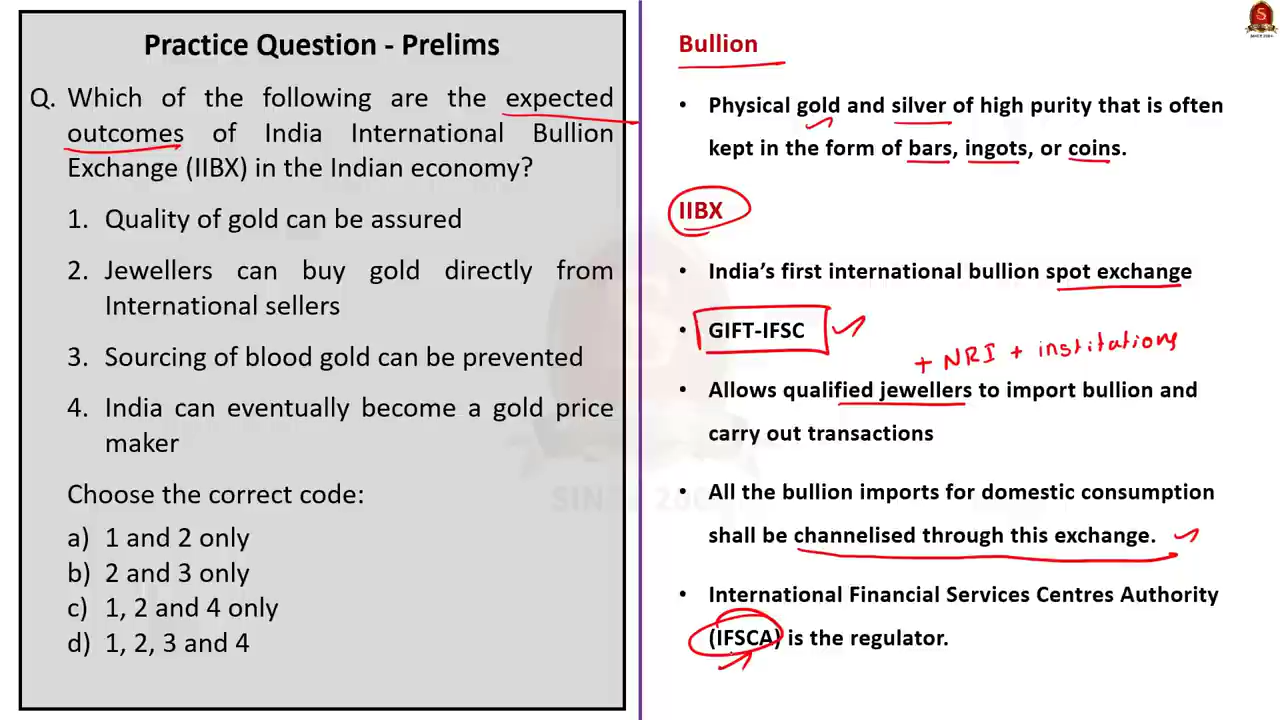 Practice Question - Prelims
Q. Which of the following are the expected
outcomes of India International Bullion
Exchange (IIBX) in the Indian economy?
1. Quality of gold can be assured
2. Jewellers can buy gold directly from
International sellers
3. Sourcing of blood gold can be prevented
4. India can eventually become a gold price
maker
Choose the correct code:
a) 1 and 2 only
b) 2 and 3 only
c) 1, 2 and 4 only
d) 1, 2, 3 and 4
Bullion
• Physical gold and silver of high purity that is often
kept in the form of bars, ingots, or coins.
IIBX
• India's first international bullion spot exchange
• GIFT-IFSC
+ NRI + institutions
• Allows qualified jewellers to import bullion and
carry out transactions
• All the bullion imports for domestic consumption
shall be channelised through this exchange.
• International Financial Services Centres Authority
(IFSCA) is the regulator.
S